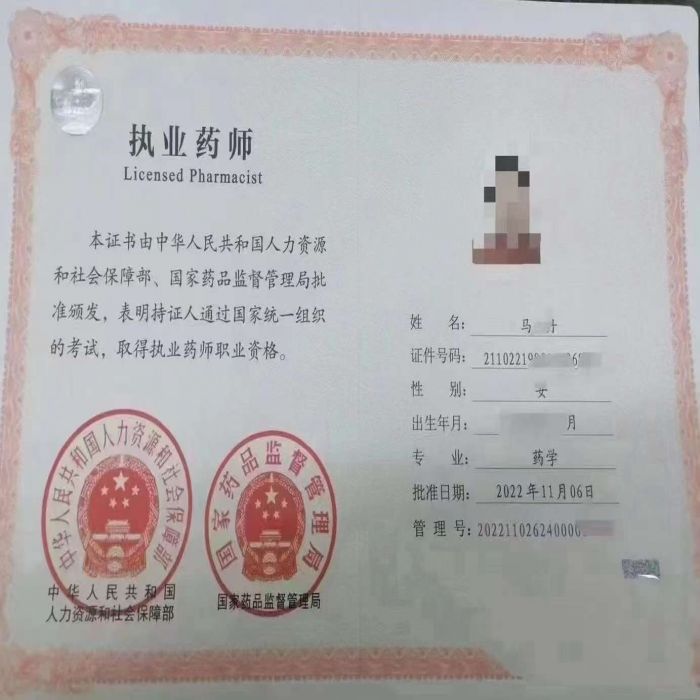 执业药师
Licensed Pharmacist
本证书由中华人民共和国人力资源
和社会保障部、国家药品监督管理局批
准颁发，表明持证人通过国家统一组织
的考试，取得执业药师职业资格。
中华人民共和国人力资源和社会保障部
中华人民共和国
人力资源和社会保障部
国家药品监督管理局
国家药品监督管理局
姓 名： 马
证件号码： 211022198
性 别： 女
出生年月： 月
专 业： 药学
批准日期： 2022年11月06日
管 理 号： 202211026240000